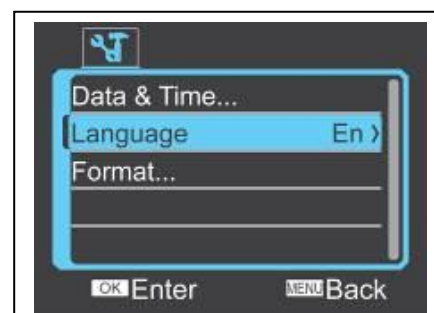 Data & Time...
Language En >
Format...
OK Enter MENU Back